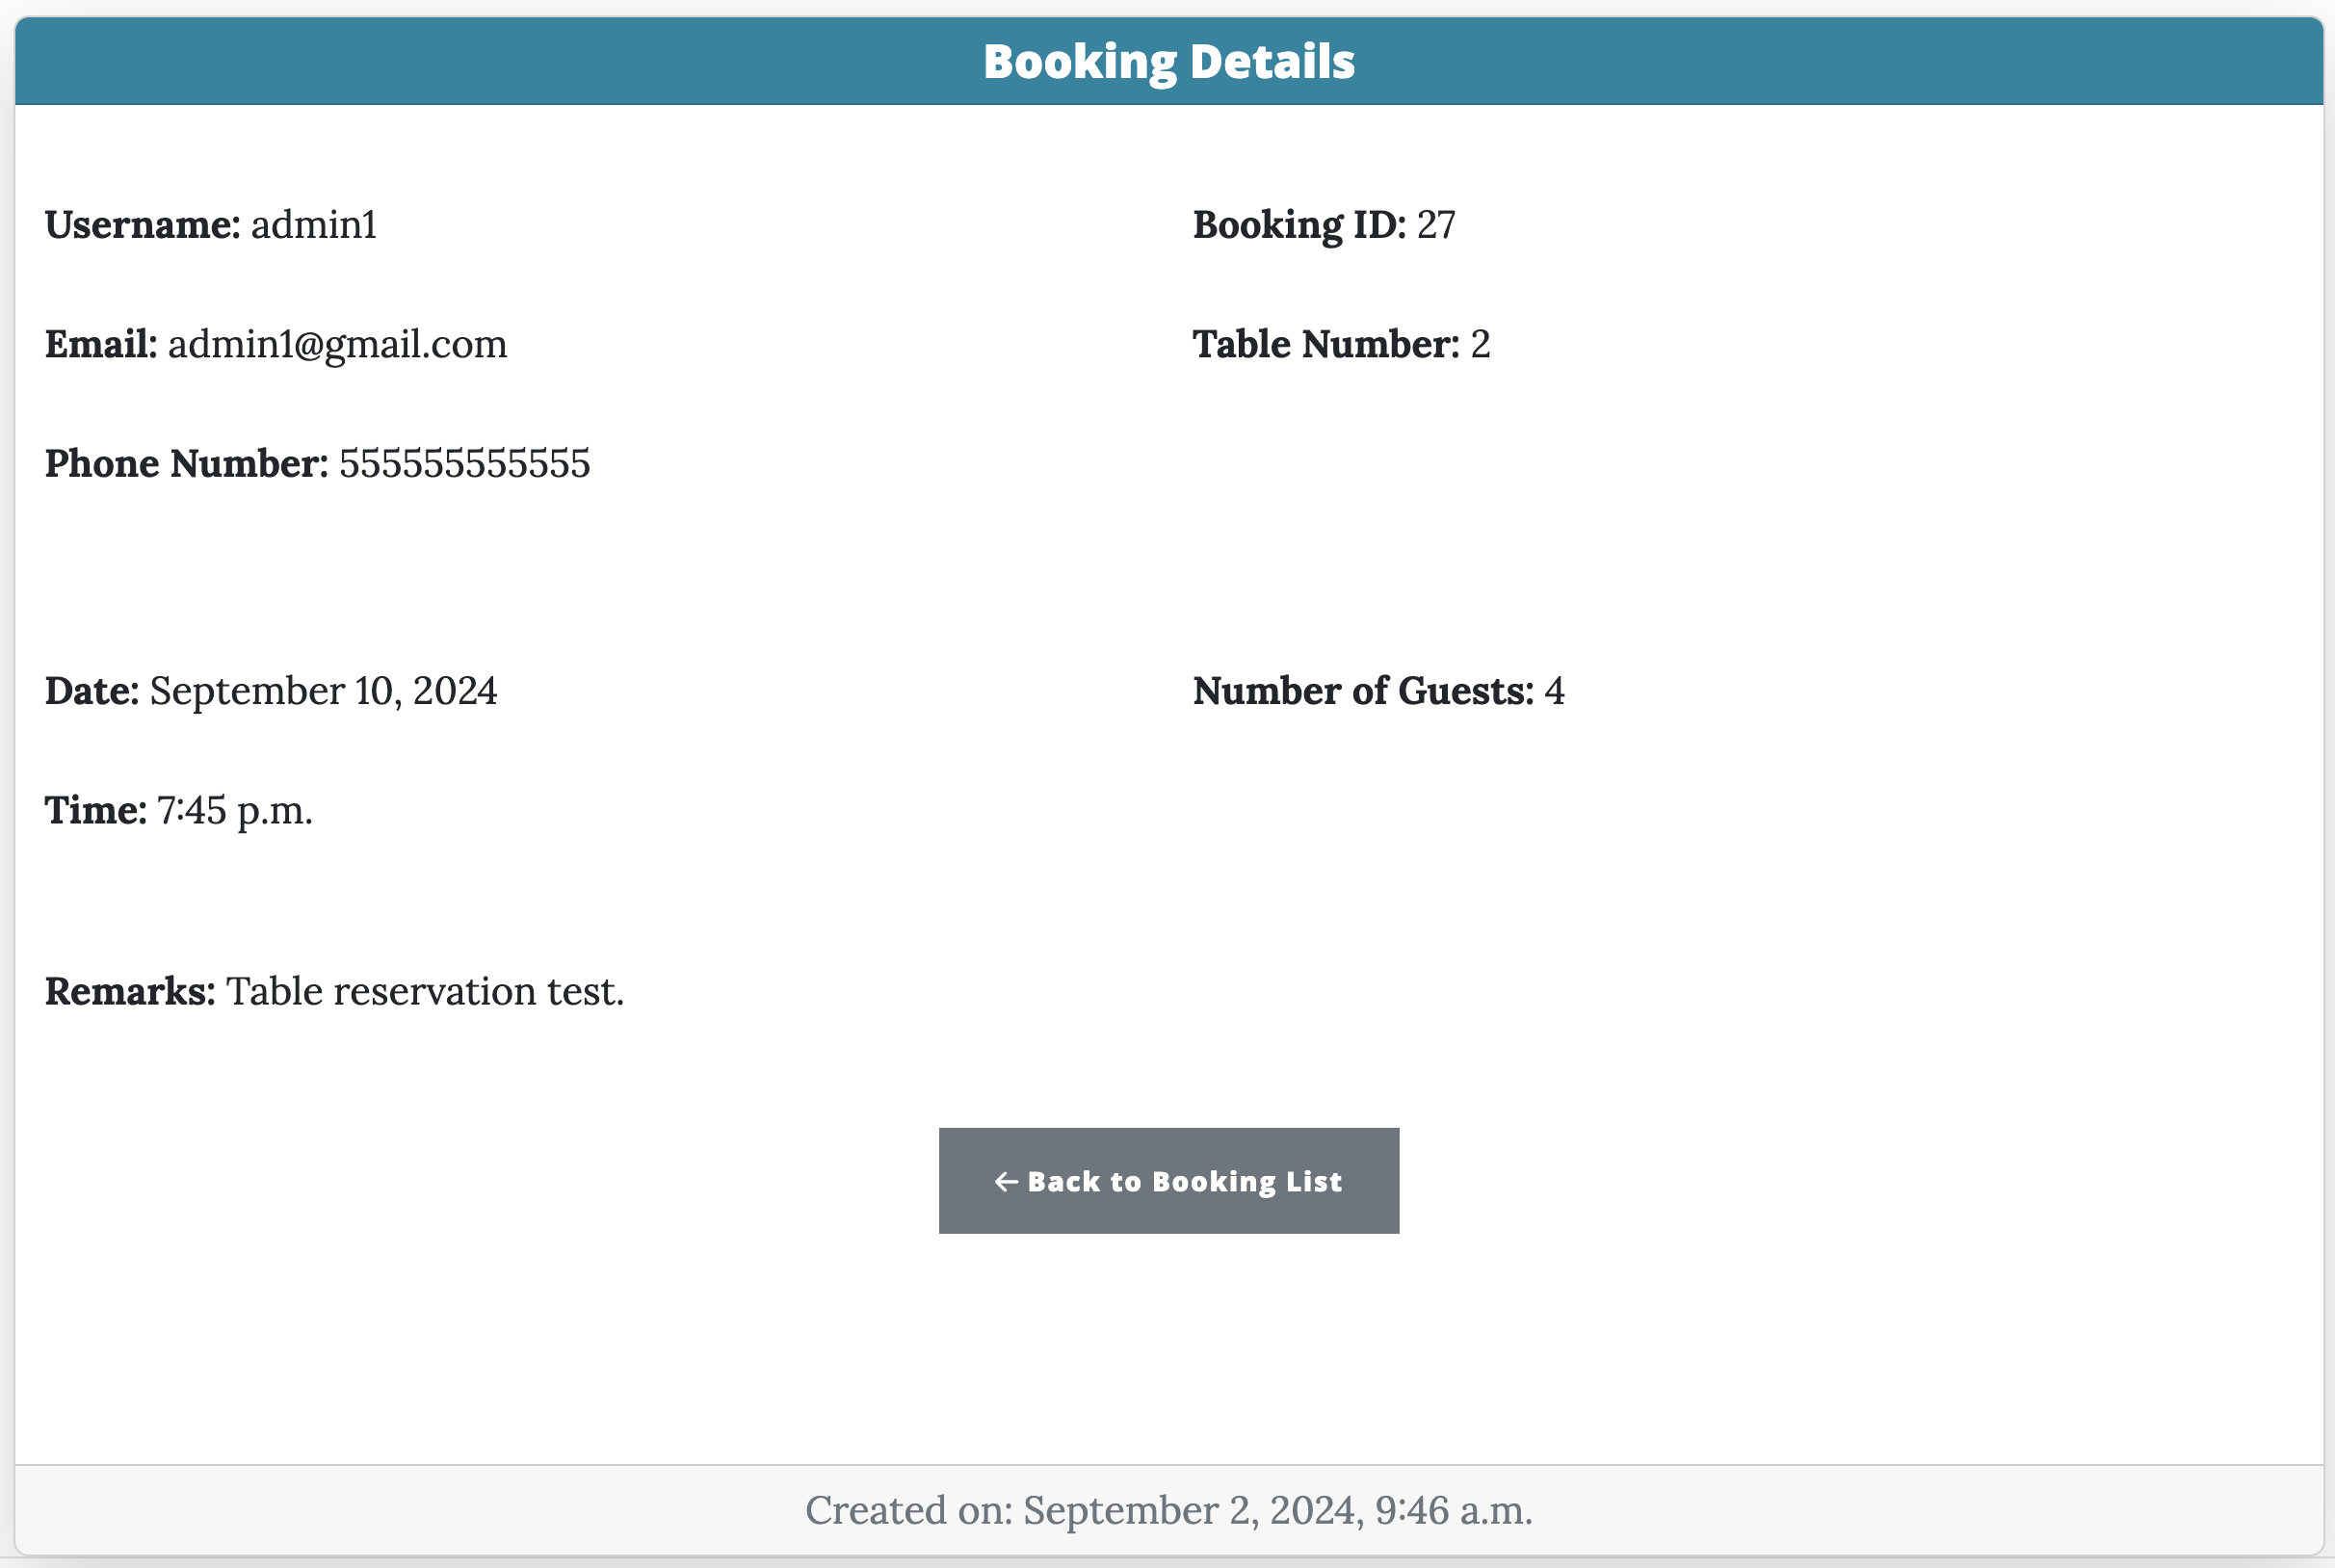 Booking Details
Username: admin1
Booking ID: 27
Email: admin1@gmail.com
Table Number: 2
Phone Number: 555555555555
Date: September 10, 2024
Number of Guests: 4
Time: 7:45 p.m.
Remarks: Table reservation test.
← Back to Booking List
Created on: September 2, 2024, 9:46 a.m.